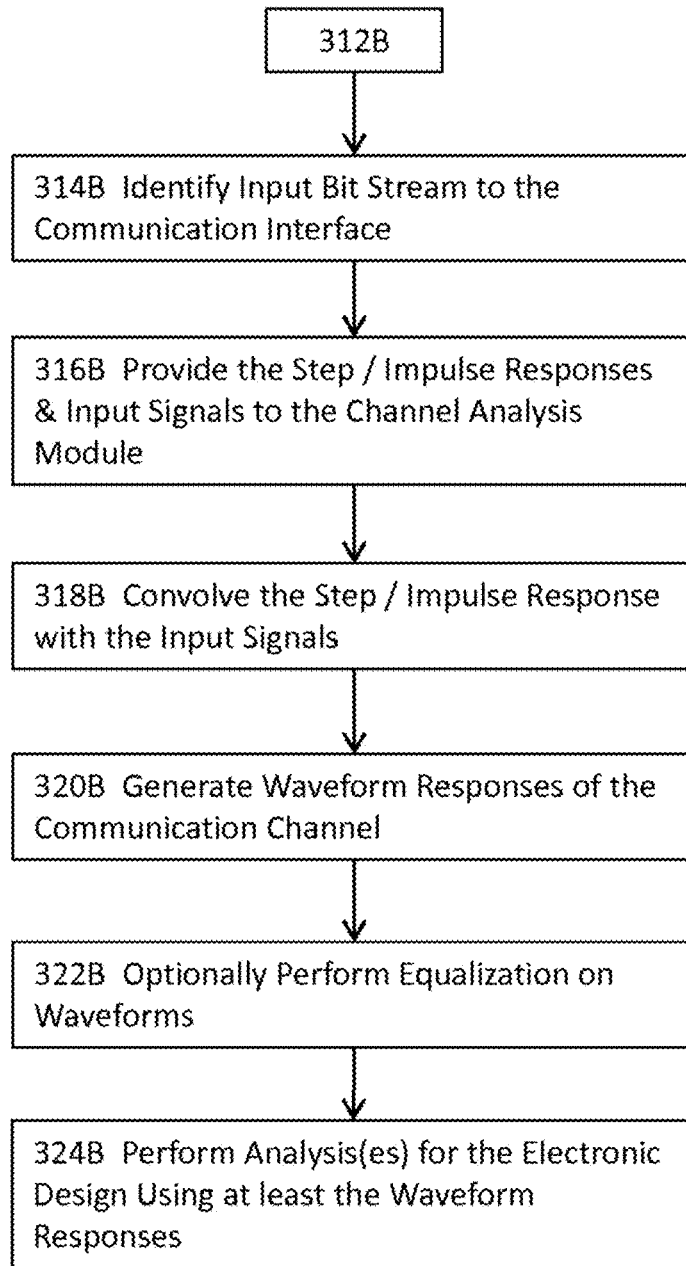 312B
314B Identify Input Bit Stream to the
Communication Interface
316B Provide the Step / Impulse Responses
& Input Signals to the Channel Analysis
Module
318B Convolve the Step / Impulse Response
with the Input Signals
320B Generate Waveform Responses of the
Communication Channel
322B Optionally Perform Equalization on
Waveforms
324B Perform Analysis(es) for the Electronic
Design Using at least the Waveform
Responses